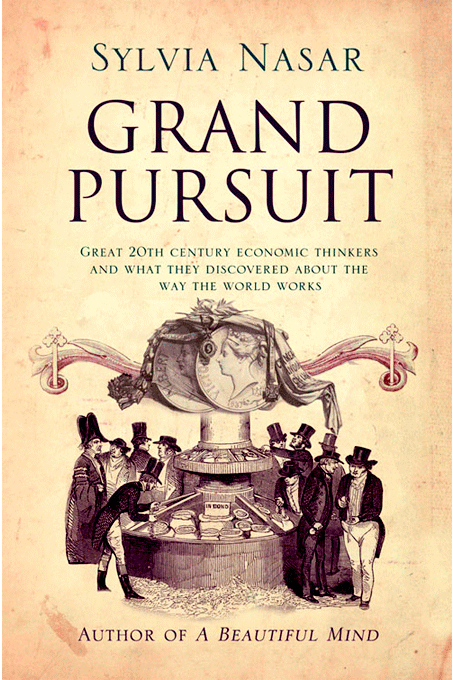 SYLVIA NASAR
GRAND
PURSUIT
GREAT 20TH CENTURY ECONOMIC THINKERS
AND WHAT THEY DISCOVERED ABOUT THE
WAY THE WORLD WORKS
IN BOND
AUTHOR OF A BEAUTIFUL MIND